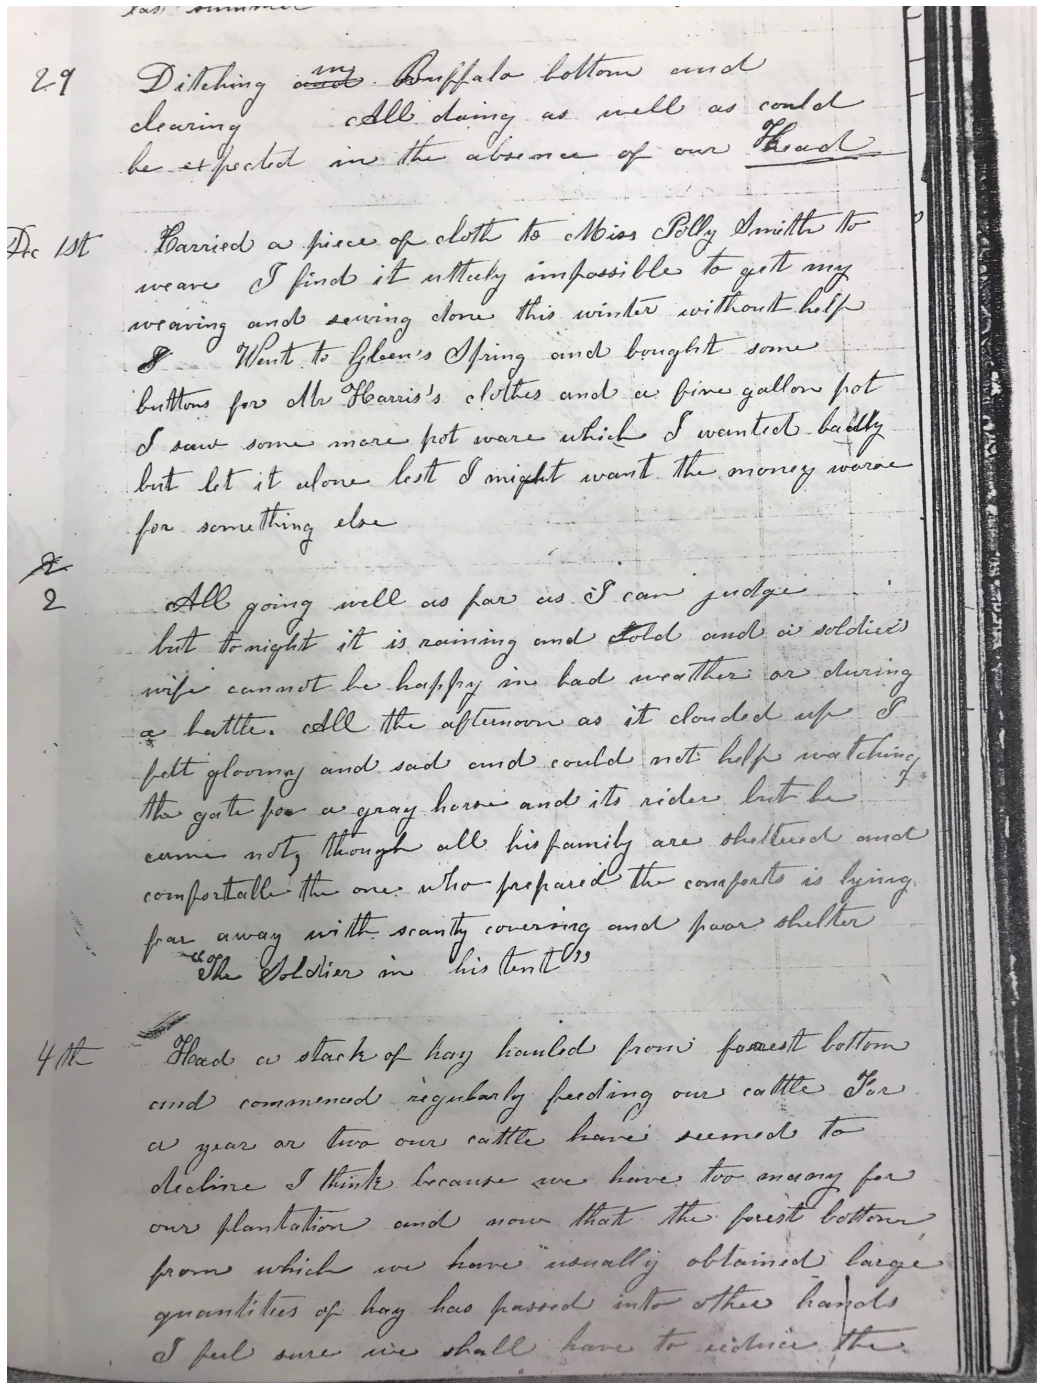 last summer
29 Ditching and in Buffalo bottom and
clearing All doing as well as could
be expected in the absence of our Head
Dec 1st Carried a piece of cloth to Miss Polly Smith to
weave I find it utterly impossible to get my
weaving and sewing done this winter without help
Went to Glenn's Spring and bought some
buttons for Mr Harris's clothes and a five gallon pot
I saw some more pot ware which I wanted badly
but let it alone lest I might want the money worse
for something else
2
2 All going well as far as I can judge
but tonight it is raining and cold and a soldier's
wife cannot be happy in bad weather or during
a battle. All the afternoon as it clouded up I
felt gloomy and sad and could not help watching
the gate for a gray horse and its rider but he
came not, though all his family are sheltered and
comfortable the one who prepared the comforts is lying
far away with scanty covering and poor shelter
"The Soldier in his tent"
4th Had a stack of hay hauled from forest bottom
and commenced regularly feeding our cattle For
a year or two our cattle have seemed to
decline I think because we have too many for
our plantation and now that the forest bottom
from which we have usually obtained large
quantities of hay has passed into other hands
I feel sure we shall have to reduce the